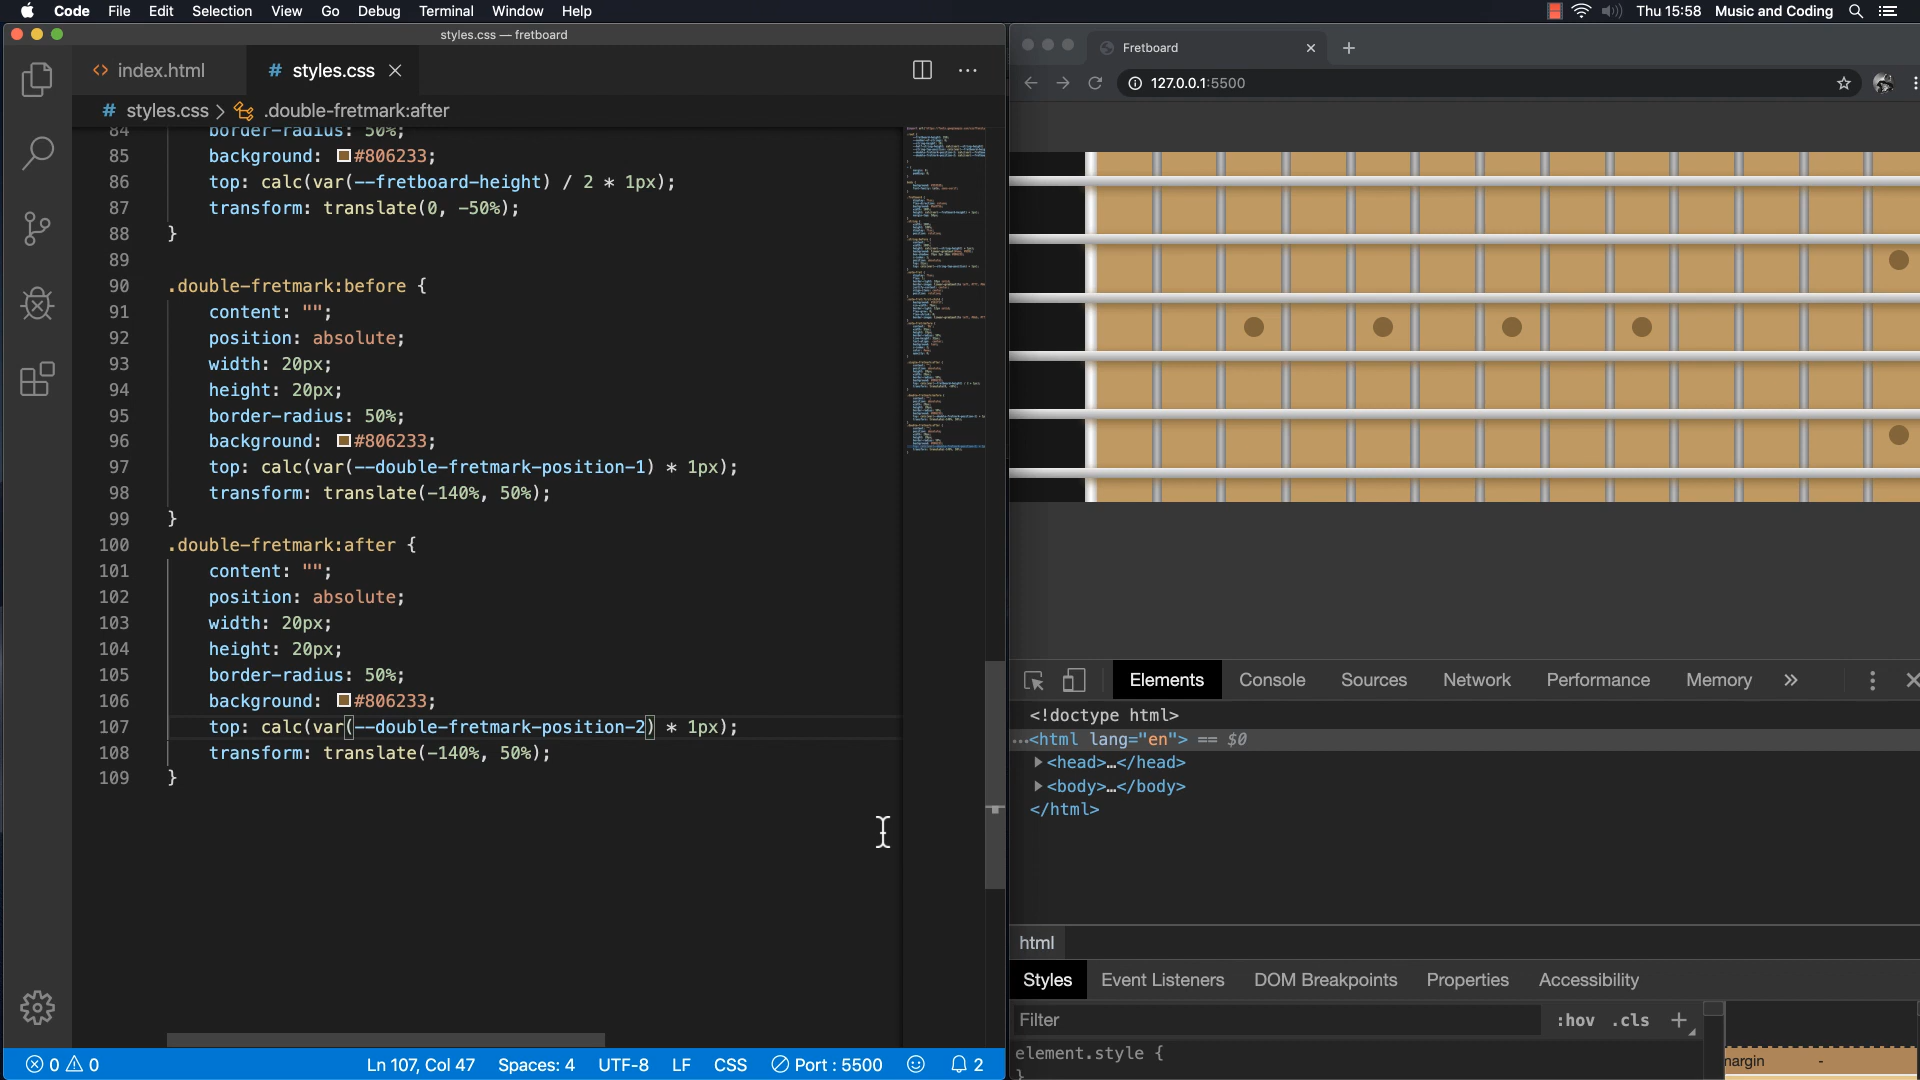 Code File Edit Selection View Go Debug Terminal Window Help
Thu 15:58 Music and Coding
styles.css — fretboard
index.html
# styles.css
# styles.css > .double-fretmark:after
84 border-radius: 50%;
85 background: #806233;
86 top: calc(var(--fretboard-height) / 2 * 1px);
87 transform: translate(0, -50%);
88 }
89
90 .double-fretmark:before {
91 content: "";
92 position: absolute;
93 width: 20px;
94 height: 20px;
95 border-radius: 50%;
96 background: #806233;
97 top: calc(var(--double-fretmark-position-1) * 1px);
98 transform: translate(-140%, 50%);
99 }
100 .double-fretmark:after {
101 content: "";
102 position: absolute;
103 width: 20px;
104 height: 20px;
105 border-radius: 50%;
106 background: #806233;
107 top: calc(var(--double-fretmark-position-2) * 1px);
108 transform: translate(-140%, 50%);
109 }
0 0
Ln 107, Col 47 Spaces: 4 UTF-8 LF CSS Port : 5500 2
Fretboard
127.0.0.1:5500
Elements Console Sources Network Performance Memory »
<!doctype html>
…<html lang="en"> == $0
<head>…</head>
<body>…</body>
</html>
html
Styles Event Listeners DOM Breakpoints Properties Accessibility
Filter :hov .cls +
element.style {
}
margin -